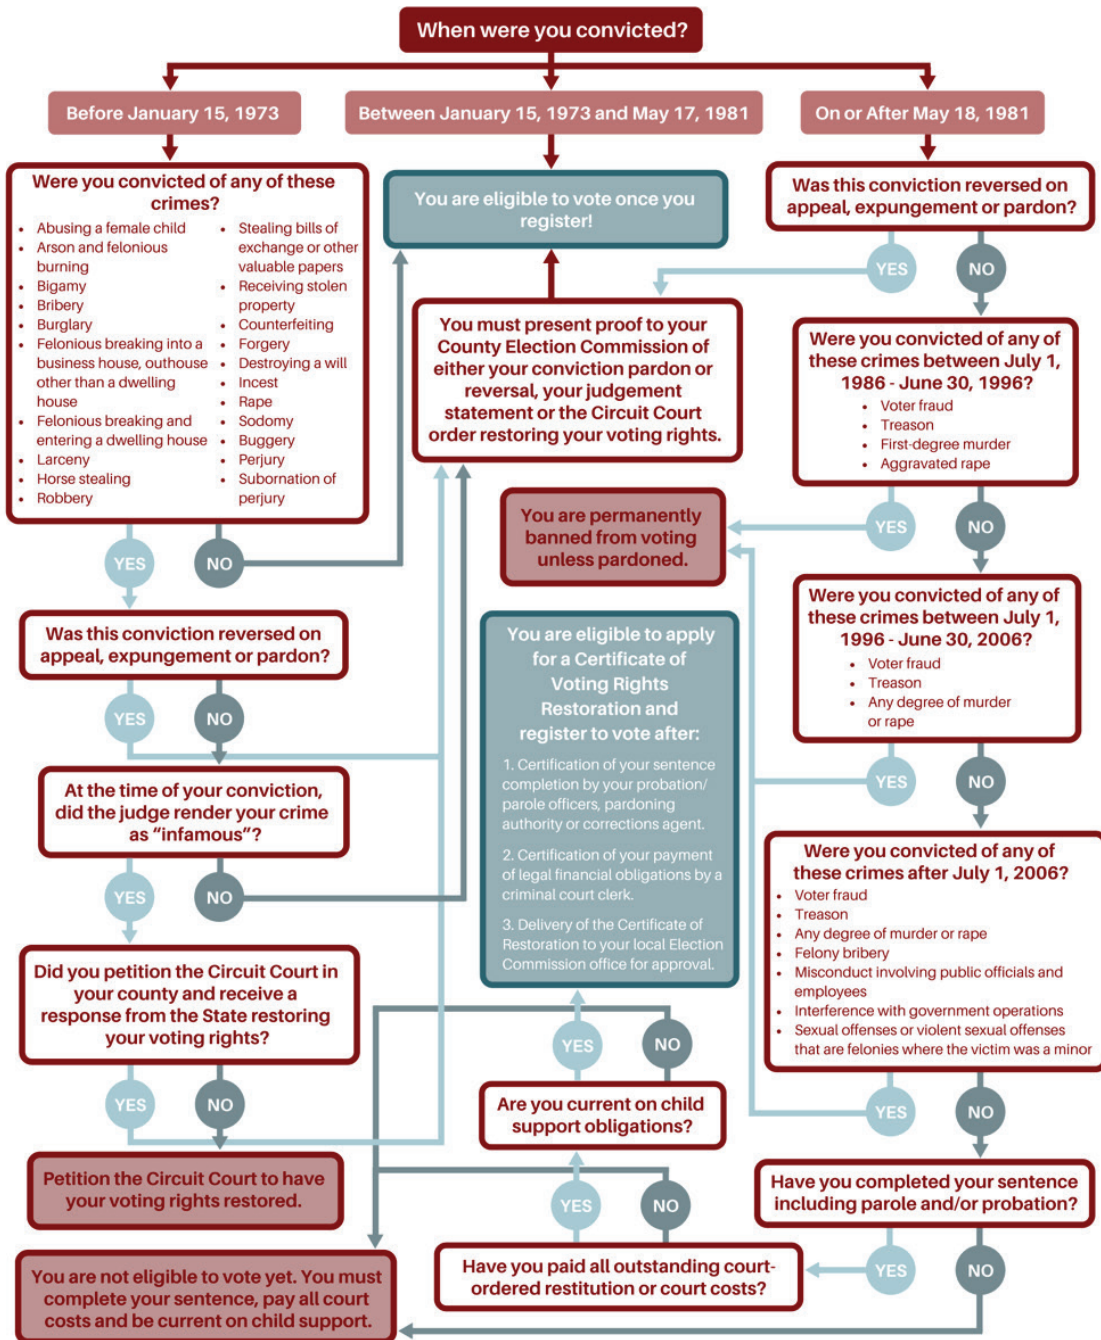 When were you convicted?
Before January 15, 1973
Between January 15, 1973 and May 17, 1981
On or After May 18, 1981
Were you convicted of any of these
crimes?
• Abusing a female child
• Arson and felonious
burning
• Bigamy
• Bribery
• Burglary
• Felonious breaking into a
business house, outhouse
other than a dwelling
house
• Felonious breaking and
entering a dwelling house
• Larceny
• Horse stealing
• Robbery
• Stealing bills of
exchange or other
valuable papers
• Receiving stolen
property
• Counterfeiting
• Forgery
• Destroying a will
• Incest
• Rape
• Sodomy
• Buggery
• Perjury
• Subornation of
perjury
YES
NO
Was this conviction reversed on
appeal, expungement or pardon?
YES
NO
At the time of your conviction,
did the judge render your crime
as “infamous”?
YES
NO
Did you petition the Circuit Court in
your county and receive a
response from the State restoring
your voting rights?
YES
NO
Petition the Circuit Court to have
your voting rights restored.
You are not eligible to vote yet. You must
complete your sentence, pay all court
costs and be current on child support.
You are eligible to vote once you
register!
You must present proof to your
County Election Commission of
either your conviction pardon or
reversal, your judgement
statement or the Circuit Court
order restoring your voting rights.
You are permanently
banned from voting
unless pardoned.
You are eligible to apply
for a Certificate of
Voting Rights
Restoration and
register to vote after:
1. Certification of your sentence
completion by your probation/
parole officers, pardoning
authority or corrections agent.
2. Certification of your payment
of legal financial obligations by a
criminal court clerk.
3. Delivery of the Certificate of
Restoration to your local Election
Commission office for approval.
YES
NO
Are you current on child
support obligations?
YES
NO
Have you paid all outstanding court-
ordered restitution or court costs?
Was this conviction reversed on
appeal, expungement or pardon?
YES
NO
Were you convicted of any of
these crimes between July 1,
1986 - June 30, 1996?
• Voter fraud
• Treason
• First-degree murder
• Aggravated rape
YES
NO
Were you convicted of any of
these crimes between July 1,
1996 - June 30, 2006?
• Voter fraud
• Treason
• Any degree of murder
or rape
YES
NO
Were you convicted of any of
these crimes after July 1, 2006?
• Voter fraud
• Treason
• Any degree of murder or rape
• Felony bribery
• Misconduct involving public officials and
employees
• Interference with government operations
• Sexual offenses or violent sexual offenses
that are felonies where the victim was a minor
YES
NO
Have you completed your sentence
including parole and/or probation?
YES
NO